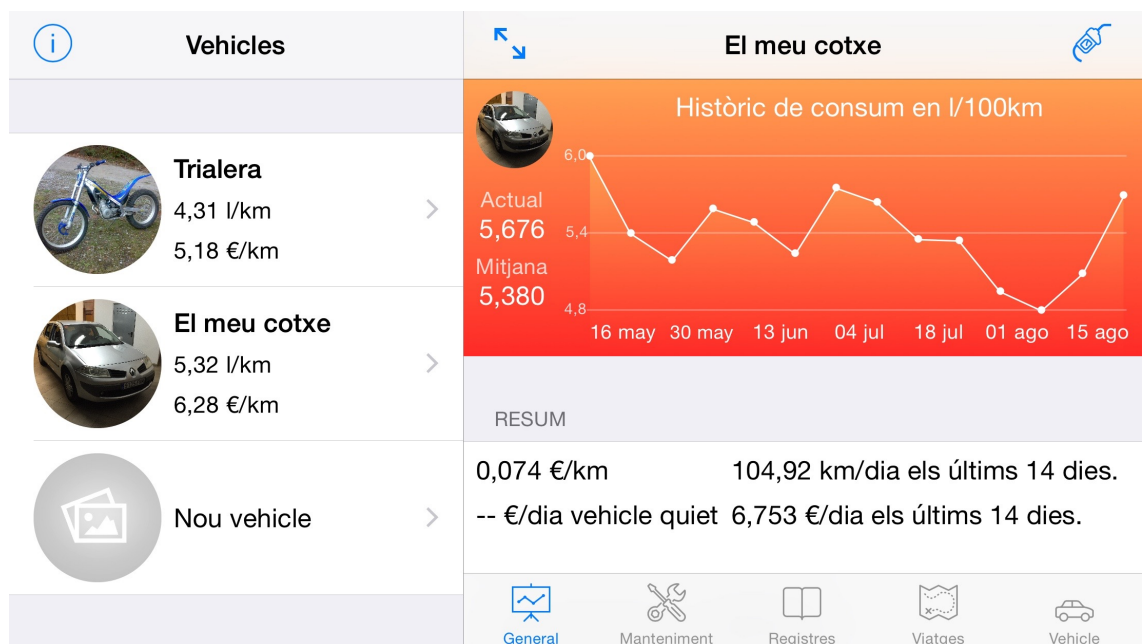 Vehicles
Trialera
4,31 l/km
5,18 €/km
El meu cotxe
5,32 l/km
6,28 €/km
Nou vehicle
El meu cotxe
Històric de consum en l/100km
Actual
5,676
Mitjana
5,380
6,0
5,4
4,8
16 may 30 may 13 jun 04 jul 18 jul 01 ago 15 ago
RESUM
0,074 €/km 104,92 km/dia els últims 14 dies.
-- €/dia vehicle quiet 6,753 €/dia els últims 14 dies.
General Manteniment Registres Viatges Vehicle